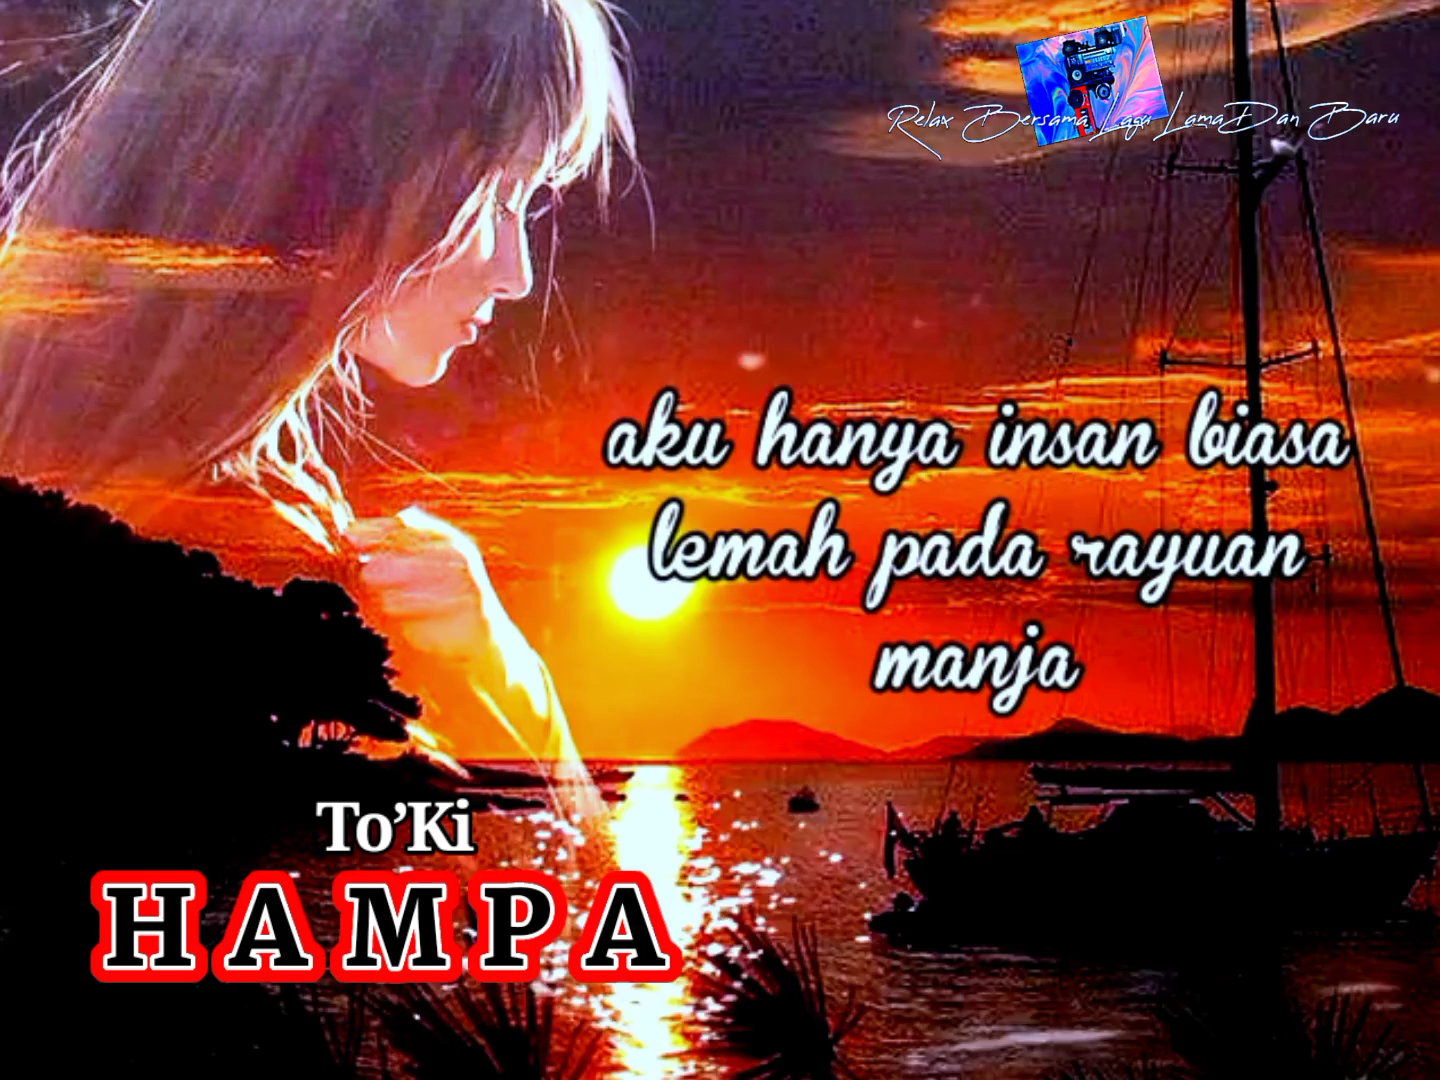 Relax Bersama Lagu Lama Dan Baru
aku hanya insan biasa
lemah pada rayuan
manja
To'Ki
HAMPA